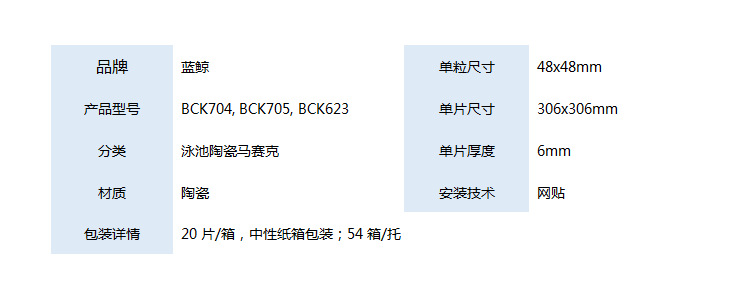 品牌 蓝鲸 单粒尺寸 48x48mm
产品型号 BCK704, BCK705, BCK623 单片尺寸 306x306mm
分类 泳池陶瓷马赛克 单片厚度 6mm
材质 陶瓷 安装技术 网贴
包装详情 20 片/箱，中性纸箱包装；54 箱/托